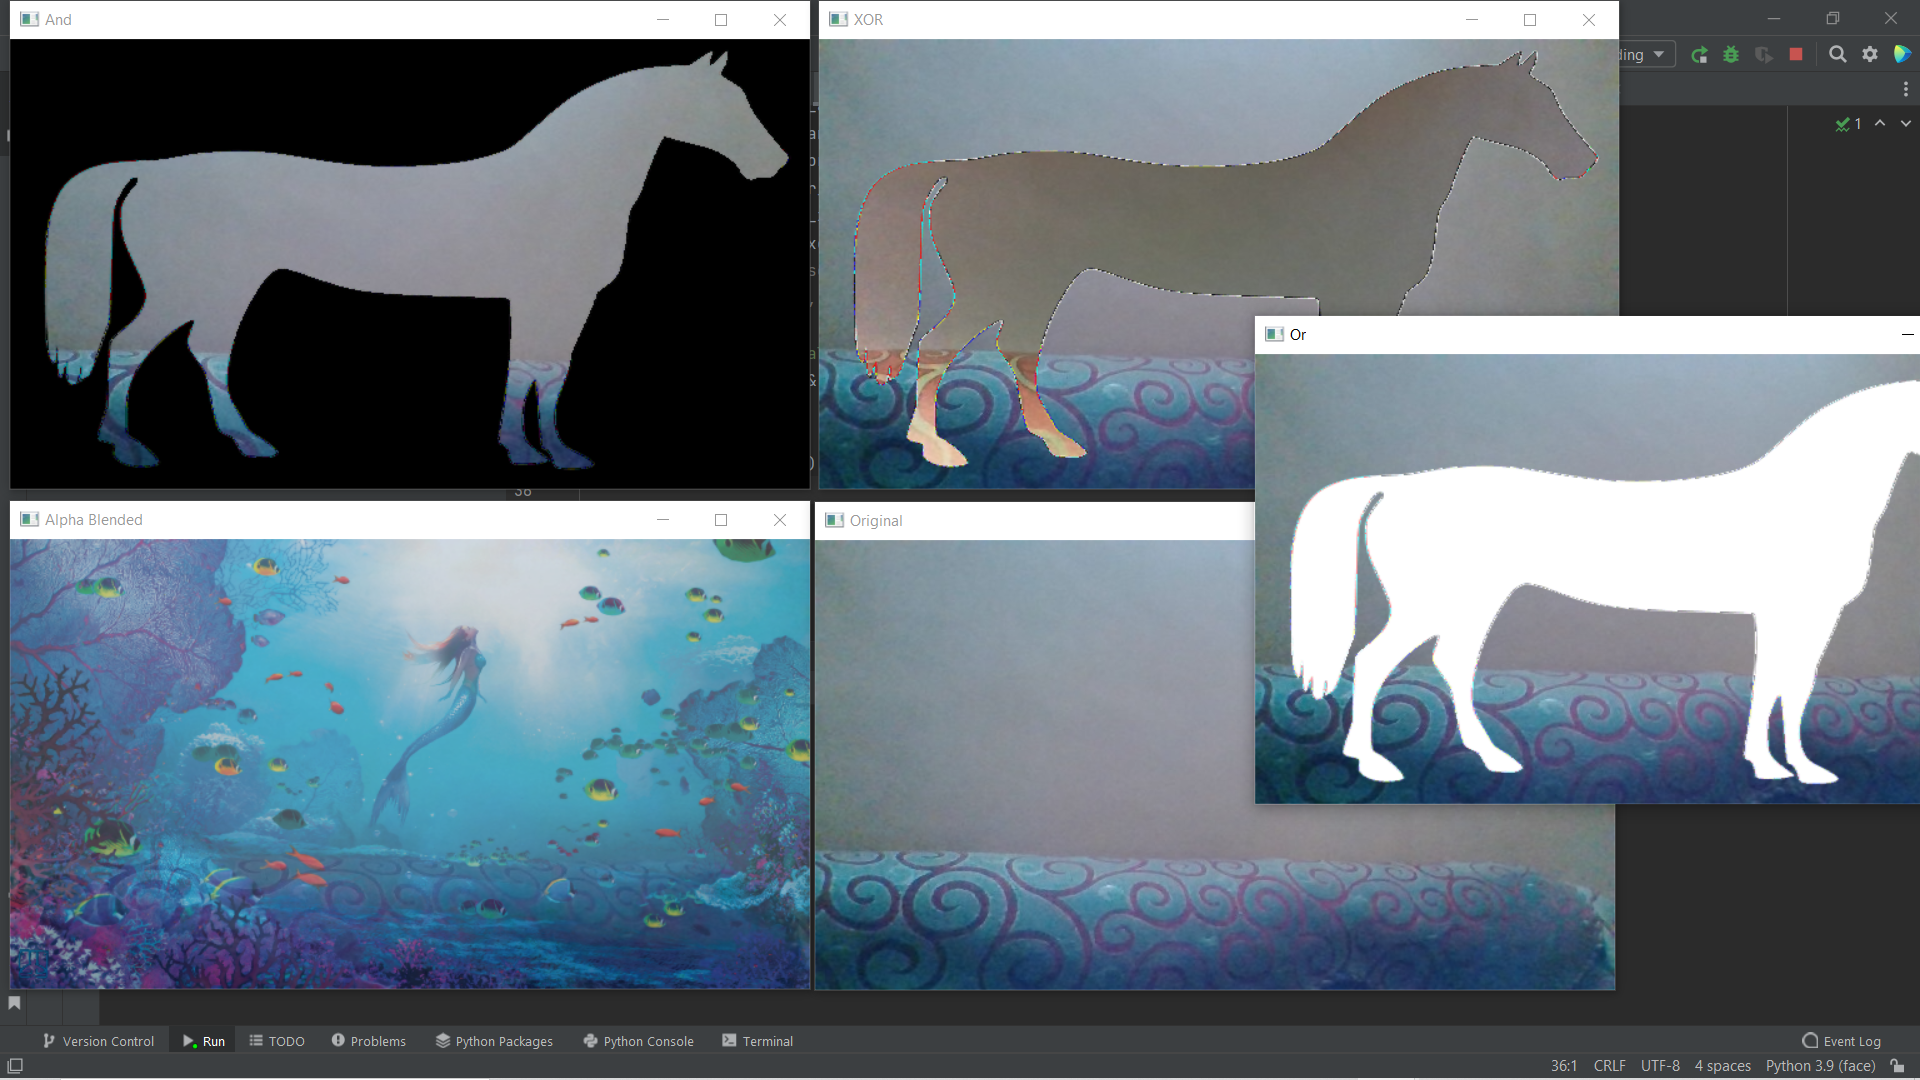 And
XOR
ding
1
Or
36
Alpha Blended
Original
Version Control
Run
TODO
Problems
Python Packages
Python Console
Terminal
Event Log
36:1
CRLF
UTF-8
4 spaces
Python 3.9 (face)